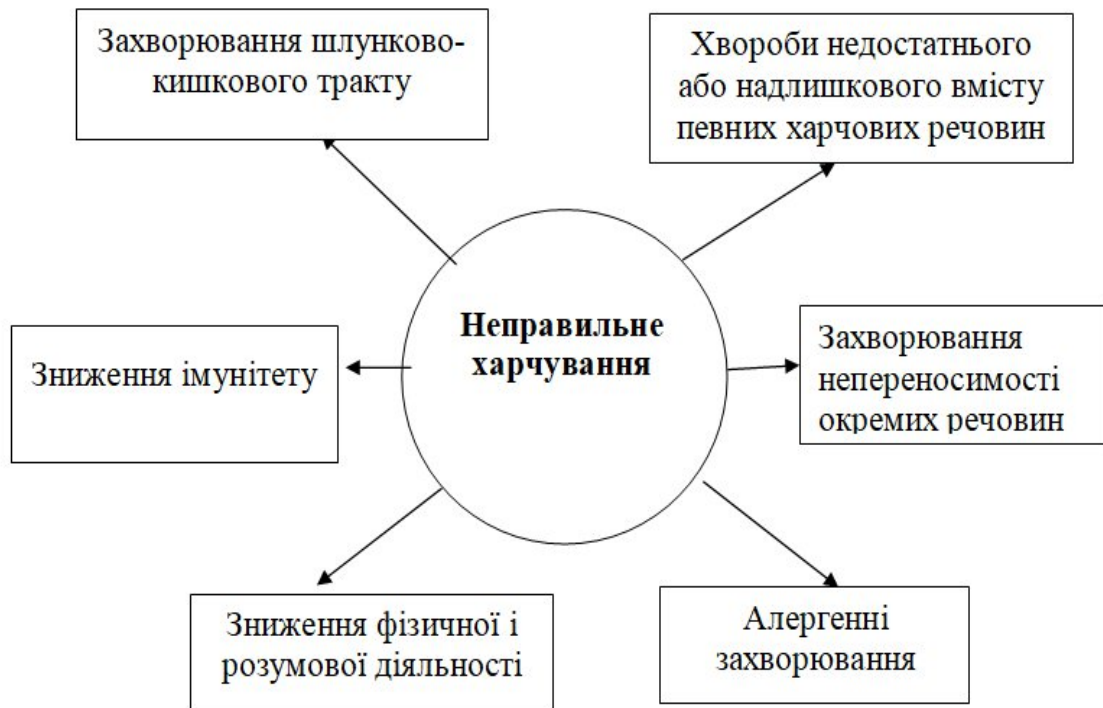 Захворювання шлунково-
кишкового тракту
Хвороби недостатнього
або надлишкового вмісту
певних харчових речовин
Неправильне
харчування
Зниження імунітету
Захворювання
непереносимості
окремих речовин
Зниження фізичної і
розумової діяльності
Алергенні
захворювання